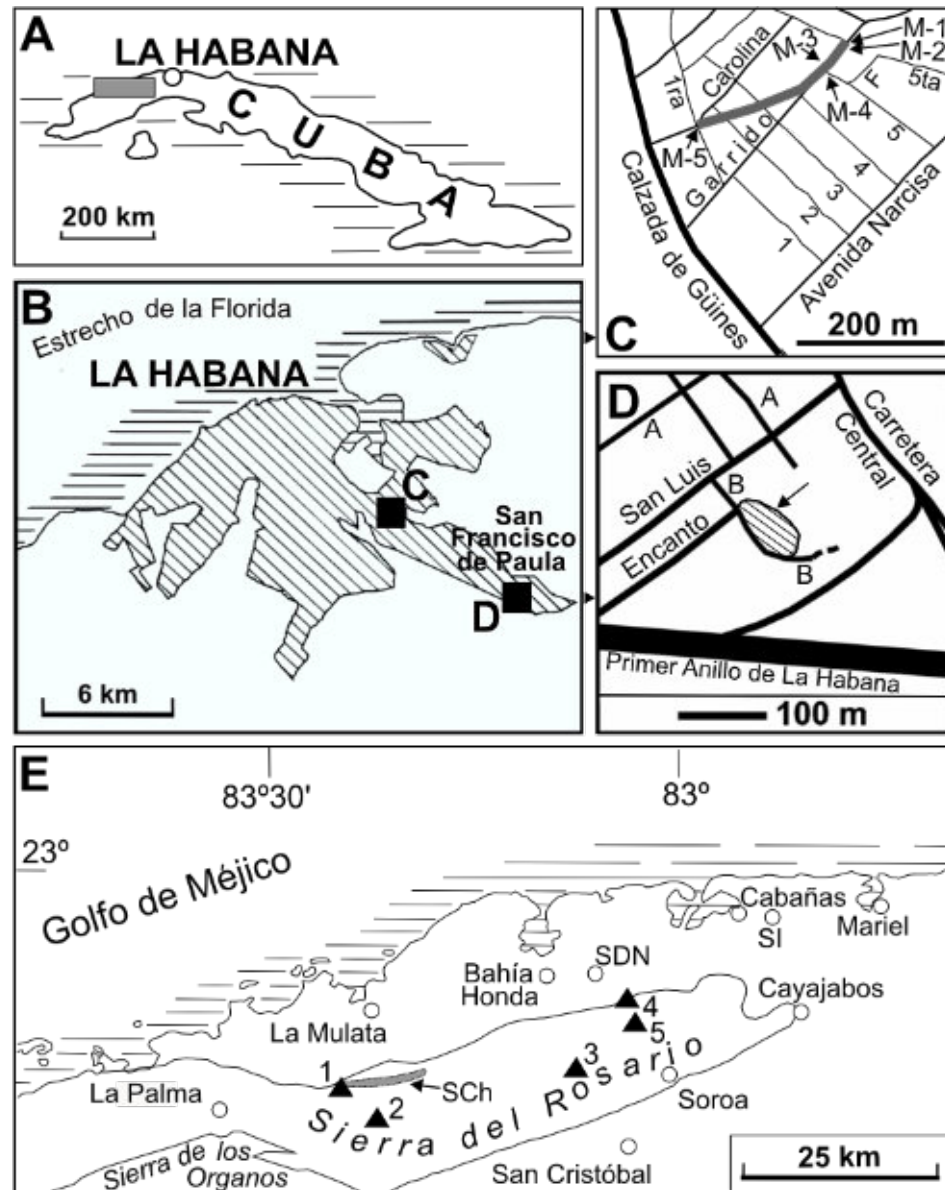 A
LA HABANA
C U B A
200 km
B
Estrecho de la Florida
LA HABANA
C
San
Francisco
de Paula
D
6 km
M-1
M-2
M-3
M-4
M-5
1ra
Carolina
Garrido
F
5ta
5
4
3
2
1
Calzada de Güines
Avenida Narcisa
C
200 m
D
A
A
San Luis
Encanto
B
B
Carretera
Central
Primer Anillo de La Habana
100 m
E
83º30'
83º
23º
Golfo de Méjico
Cabañas
SI
Mariel
Bahía
Honda
SDN
Cayajabos
La Mulata
4
5
1
3
La Palma
SCh
2
Sierra del Rosario
Soroa
Sierra de los
Organos
San Cristóbal
25 km